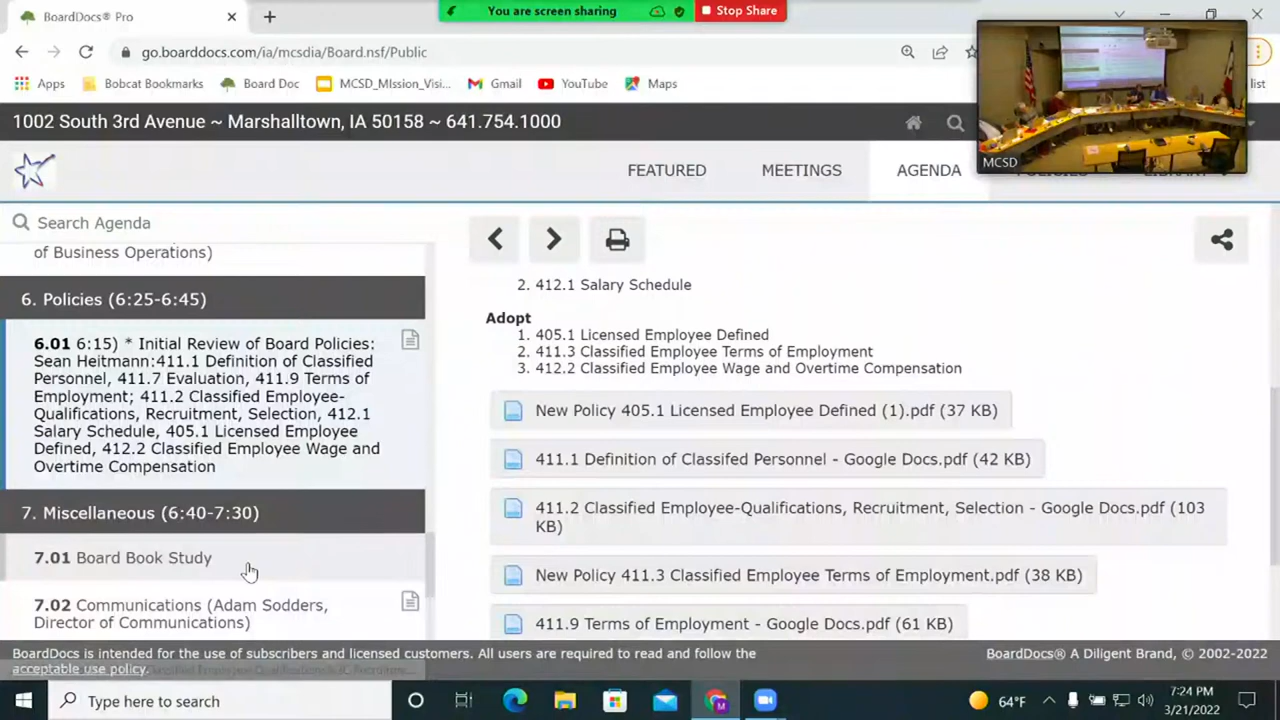 BoardDocs® Pro
You are screen sharing
Stop Share
go.boarddocs.com/ia/mcsdia/Board.nsf/Public
Apps
Bobcat Bookmarks
Board Doc
MCSD_MIssion_Visi...
Gmail
YouTube
Maps
list
1002 South 3rd Avenue ~ Marshalltown, IA 50158 ~ 641.754.1000
MCSD
FEATURED
MEETINGS
AGENDA
Search Agenda
of Business Operations)
6. Policies (6:25-6:45)
6.01 6:15) * Initial Review of Board Policies:
Sean Heitmann:411.1 Definition of Classified
Personnel, 411.7 Evaluation, 411.9 Terms of
Employment; 411.2 Classified Employee-
Qualifications, Recruitment, Selection, 412.1
Salary Schedule, 405.1 Licensed Employee
Defined, 412.2 Classified Employee Wage and
Overtime Compensation
7. Miscellaneous (6:40-7:30)
7.01 Board Book Study
7.02 Communications (Adam Sodders,
Director of Communications)
2. 412.1 Salary Schedule
Adopt
1. 405.1 Licensed Employee Defined
2. 411.3 Classified Employee Terms of Employment
3. 412.2 Classified Employee Wage and Overtime Compensation
New Policy 405.1 Licensed Employee Defined (1).pdf (37 KB)
411.1 Definition of Classifed Personnel - Google Docs.pdf (42 KB)
411.2 Classified Employee-Qualifications, Recruitment, Selection - Google Docs.pdf (103
KB)
New Policy 411.3 Classified Employee Terms of Employment.pdf (38 KB)
411.9 Terms of Employment - Google Docs.pdf (61 KB)
BoardDocs is intended for the use of subscribers and licensed customers. All users are required to read and follow the
acceptable use policy.
BoardDocs® A Diligent Brand, © 2002-2022
Type here to search
64°F
7:24 PM
3/21/2022